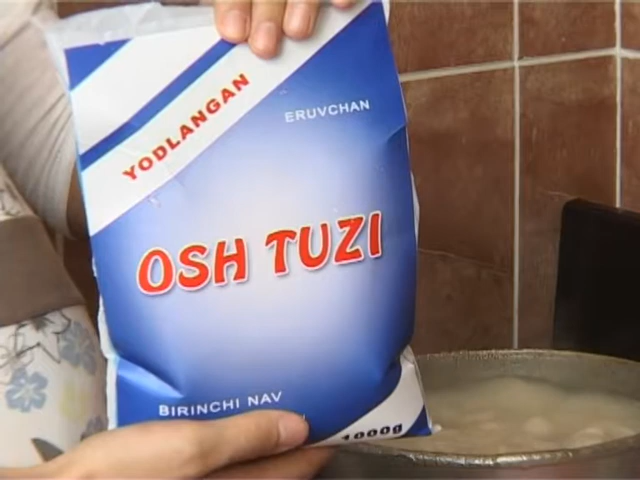 YODLANGAN
ERUVCHAN
OSH TUZI
BIRINCHI NAV
1000g